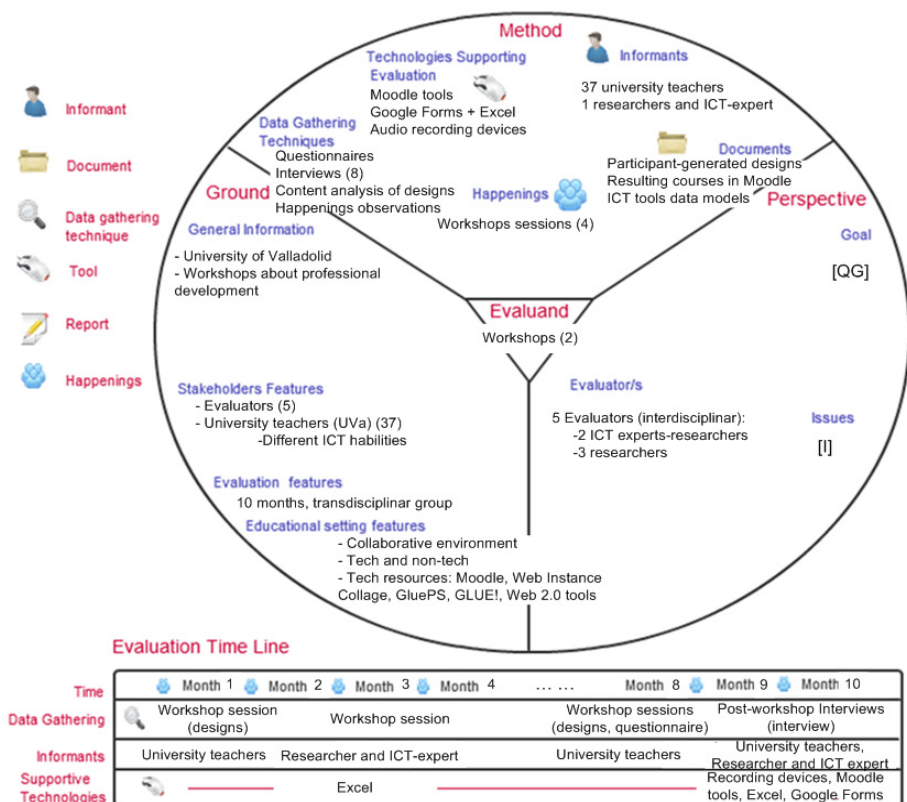 Informant
Document
Data gathering
technique
Tool
Report
Happenings
Method
Technologies Supporting
Evaluation
Moodle tools
Google Forms + Excel
Audio recording devices
Informants
37 university teachers
1 researchers and ICT-expert
Data Gathering
Techniques
Questionnaires
Interviews (8)
Content analysis of designs
Happenings observations
Happenings
Workshops sessions (4)
Documents
Participant-generated designs
Resulting courses in Moodle
ICT tools data models
Ground
General Information
- University of Valladolid
- Workshops about professional
development
Perspective
Goal
[QG]
Evaluand
Workshops (2)
Stakeholders Features
- Evaluators (5)
- University teachers (UVa) (37)
-Different ICT habilities
Evaluation features
10 months, transdisciplinar group
Educational setting features
- Collaborative environment
- Tech and non-tech
- Tech resources: Moodle, Web Instance
Collage, GluePS, GLUE!, Web 2.0 tools
Evaluator/s
5 Evaluators (interdisciplinar):
-2 ICT experts-researchers
-3 researchers
Issues
[I]
Evaluation Time Line
Time Month 1 Month 2 Month 3 Month 4 ... ... Month 8 Month 9 Month 10
Data Gathering
Workshop session
(designs)
Workshop session
Workshop sessions
(designs, questionnaire)
Post-workshop Interviews
(interview)
Informants
University teachers
Researcher and ICT-expert
University teachers
University teachers,
Researcher and ICT expert
Supportive
Technologies
Excel
Recording devices, Moodle
tools, Excel, Google Forms